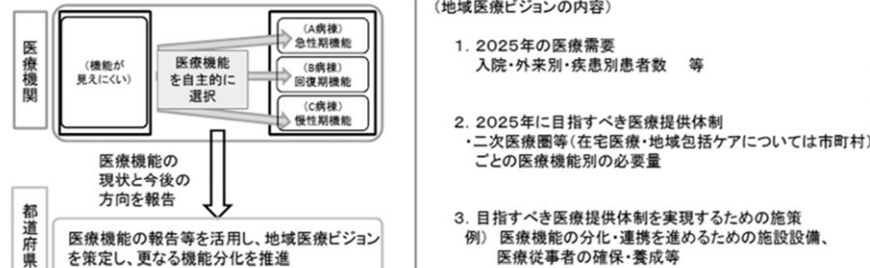 医療機関
(機能が
見えにくい)
医療機能
を自主的に
選択
(A病棟)
急性期機能
(B病棟)
回復期機能
(C病棟)
慢性期機能
医療機能の
現状と今後の
方向を報告
都道府県
医療機能の報告等を活用し、地域医療ビジョン
を策定し、更なる機能分化を推進
(地域医療ビジョンの内容)
1. 2025年の医療需要
入院・外来別・疾患別患者数 等
2. 2025年に目指すべき医療提供体制
・二次医療圏等(在宅医療・地域包括ケアについては市町村)
ごとの医療機能別の必要量
3. 目指すべき医療提供体制を実現するための施策
例) 医療機能の分化・連携を進めるための施設設備、
医療従事者の確保・養成等